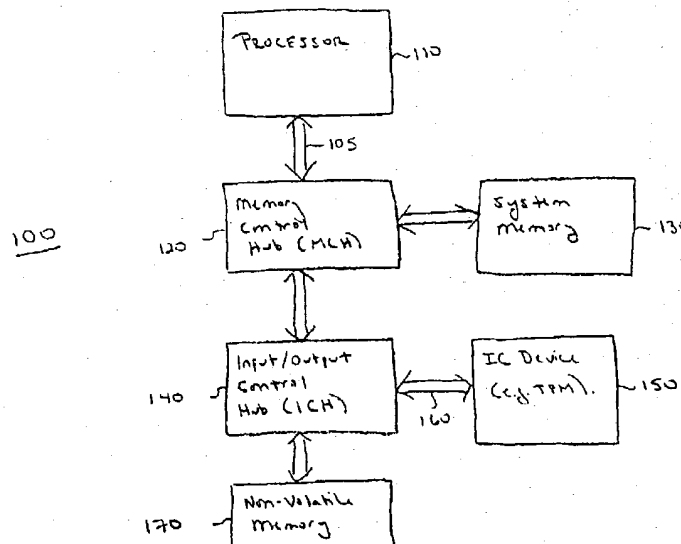 PROCESSOR
110
105
Memory
Control
Hub (MCH)
120
System
Memory
130
100
Input/Output
Control
Hub (ICH)
140
IC Device
(e.g. TPM).
150
160
Non-Volatile
Memory
170